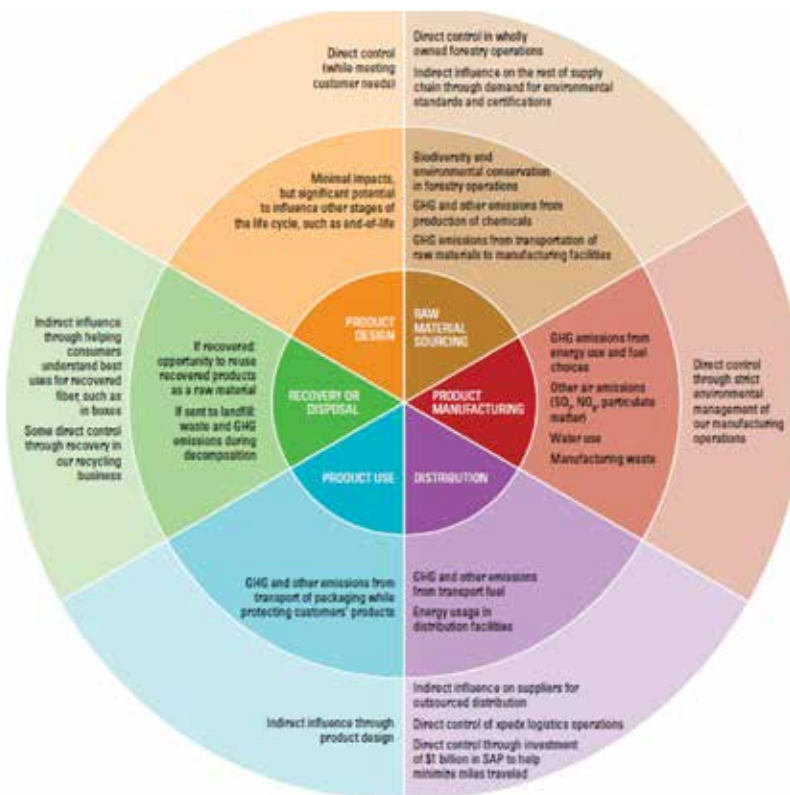 Direct control
(while meeting
customer needs)
Direct control in wholly
owned forestry operations
Indirect influence on the rest of supply
chain through demand for environmental
standards and certifications
Minimal impacts,
but significant potential
to influence other stages of
the life cycle, such as end-of-life
Biodiversity and
environmental conservation
in forestry operations
GHG and other emissions from
production of chemicals
GHG emissions from transportation of
raw materials to manufacturing facilities
PRODUCT
DESIGN
RAW
MATERIAL
SOURCING
Indirect influence
through helping
consumers
understand best
uses for recovered
fiber, such as
in boxes
Some direct control
through recovery in
our recycling
business
If recovered:
opportunity to reuse
recovered products
as a raw material
If sent to landfill:
waste and GHG
emissions during
decomposition
RECOVERY OR
DISPOSAL
PRODUCT
MANUFACTURING
GHG emissions from
energy use and fuel
choices
Other air emissions
(SOx, NOx, particulate
matter)
Water use
Manufacturing waste
Direct control
through strict
environmental
management of
our manufacturing
operations
PRODUCT USE
DISTRIBUTION
GHG and other emissions from
transport of packaging while
protecting customers' products
GHG and other emissions
from transport fuel
Energy usage in
distribution facilities
Indirect influence through
product design
Indirect influence on suppliers for
outsourced distribution
Direct control of xpedx logistics operations
Direct control through investment
of $1 billion in SAP to help
minimize miles traveled